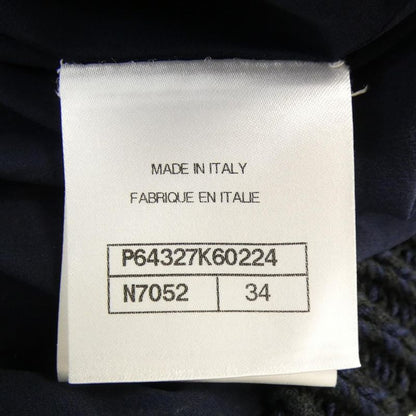 MADE IN ITALY
FABRIQUE EN ITALIE
P64327K60224
N7052 34